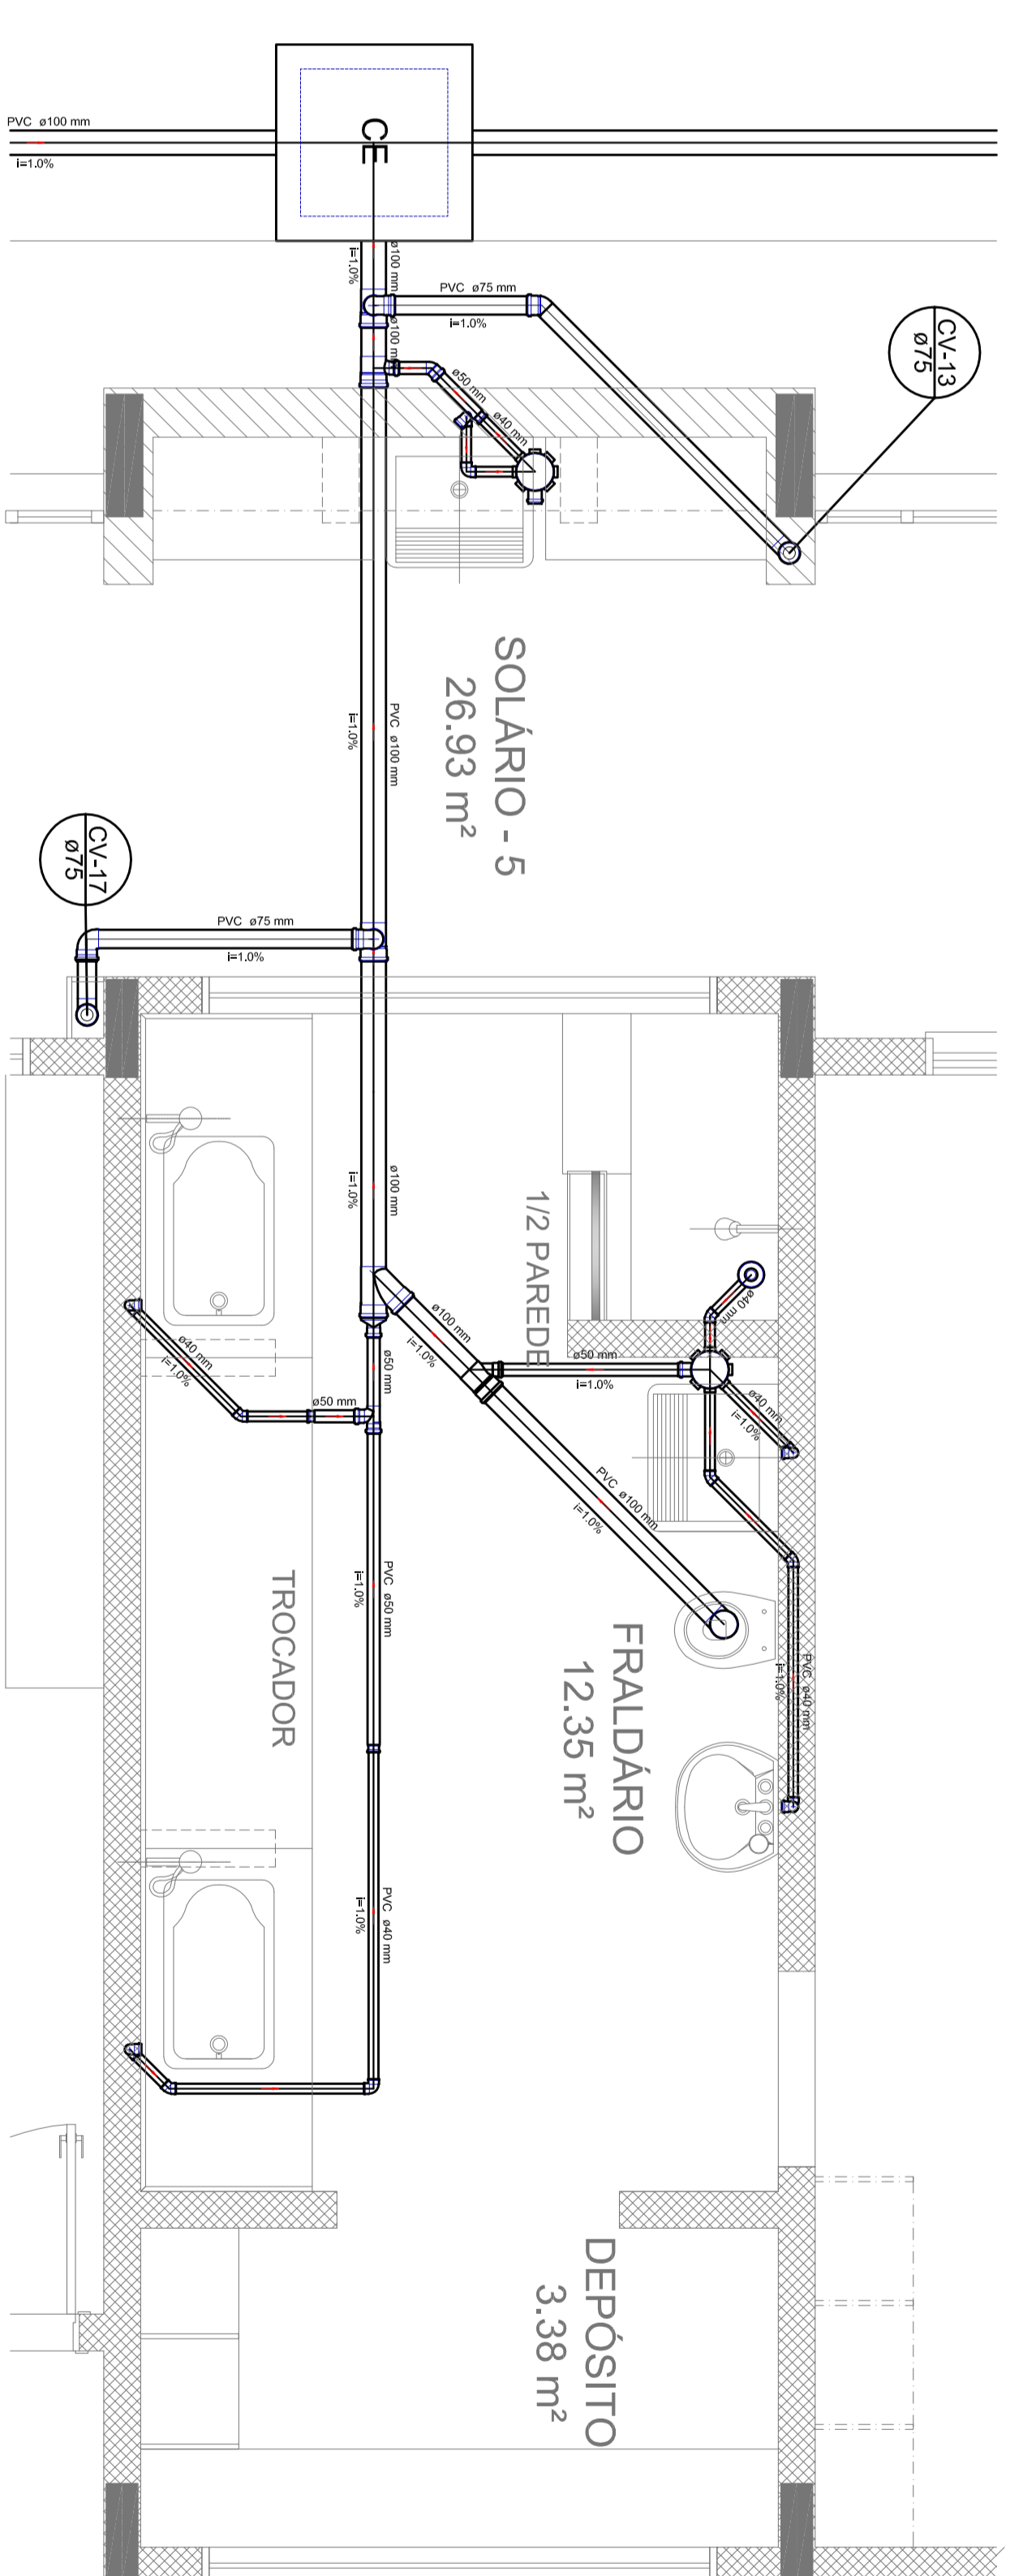 PVC ø100 mm
i=1.0%
CE
ø100 mm
i=1.0%
PVC ø75 mm
i=1.0%
ø100 mm
CV-13
ø75
ø50 mm
ø40 mm
SOLÁRIO - 5
26.93 m²
PVC ø100 mm
i=1.0%
CV-17
ø75
PVC ø75 mm
i=1.0%
ø100 mm
i=1.0%
1/2 PAREDE
ø40 mm
ø100 mm
i=1.0%
ø50 mm
i=1.0%
ø40 mm
i=1.0%
ø50 mm
ø40 mm
i=1.0%
ø50 mm
PVC ø100 mm
i=1.0%
PVC ø50 mm
i=1.0%
TROCADOR
FRALDÁRIO
12.35 m²
PVC ø40 mm
i=1.0%
PVC ø40 mm
i=1.0%
DEPÓSITO
3.38 m²